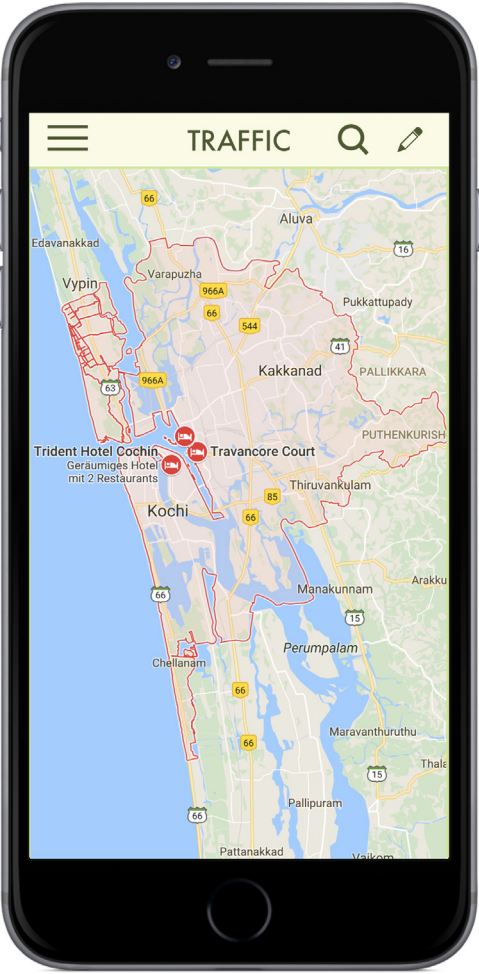 TRAFFIC
66
Aluva
Edavanakkad
16
Varapuzha
Vypin
966A
Pukkattupady
66
544
41
Kakkanad
PALLIKKARA
966A
63
PUTHENKURISH
Trident Hotel Cochin
Geräumiges Hotel
mit 2 Restaurants
Travancore Court
Thiruvankulam
85
Kochi
66
Arakku
Manakunnam
66
15
Perumpalam
Chellanam
66
Maravanthuruthu
66
Thala
15
Pallipuram
66
Pattanakkad
Vaikom